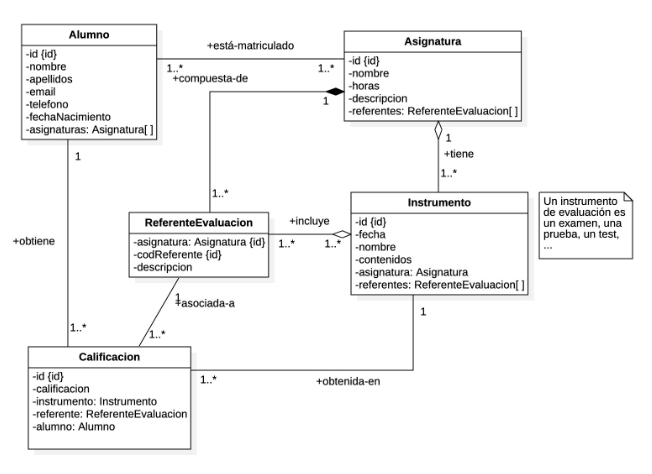 Alumno
-id {id}
-nombre
-apellidos
-email
-telefono
-fechaNacimiento
-asignaturas: Asignatura[ ]
+está-matriculado
1..*
1..*
Asignatura
-id {id}
-nombre
-horas
-descripcion
-referentes: ReferenteEvaluacion[ ]
+compuesta-de
1
1..*
1
+tiene
1..*
1
+obtiene
1..*
ReferenteEvaluacion
-asignatura: Asignatura {id}
-codReferente {id}
-descripcion
+incluye
1..*
1..*
Instrumento
-id {id}
-fecha
-nombre
-contenidos
-asignatura: Asignatura
-referentes: ReferenteEvaluacion[ ]
Un instrumento
de evaluación es
un examen, una
prueba, un test,
...
1
+asociada-a
1..*
1
Calificacion
-id {id}
-calificacion
-instrumento: Instrumento
-referente: ReferenteEvaluacion
-alumno: Alumno
1..*
+obtenida-en